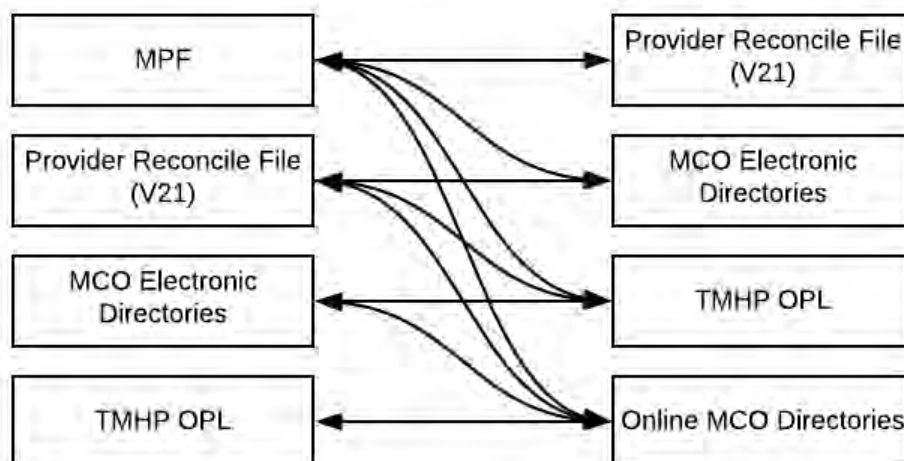 MPF
Provider Reconcile File
(V21)
MCO Electronic
Directories
TMHP OPL
Provider Reconcile File
(V21)
MCO Electronic
Directories
TMHP OPL
Online MCO Directories